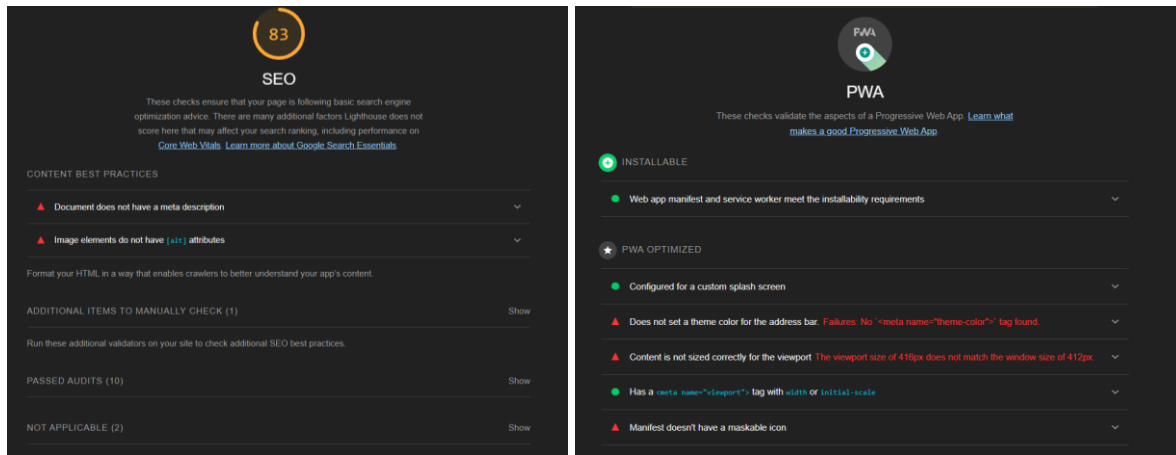 83
SEO
These checks ensure that your page is following basic search engine
optimization advice. There are many additional factors Lighthouse does not
score here that may affect your search ranking, including performance on
Core Web Vitals. Learn more about Google Search Essentials.
CONTENT BEST PRACTICES
Document does not have a meta description
Image elements do not have [alt] attributes
Format your HTML in a way that enables crawlers to better understand your app's content.
ADDITIONAL ITEMS TO MANUALLY CHECK (1) Show
Run these additional validators on your site to check additional SEO best practices.
PASSED AUDITS (10) Show
NOT APPLICABLE (2) Show
PWA
PWA
These checks validate the aspects of a Progressive Web App. Learn what
makes a good Progressive Web App.
INSTALLABLE
Web app manifest and service worker meet the installability requirements
PWA OPTIMIZED
Configured for a custom splash screen
Does not set a theme color for the address bar. Failures: No `<meta name="theme-color">` tag found.
Content is not sized correctly for the viewport The viewport size of 416px does not match the window size of 412px.
Has a <meta name="viewport"> tag with width or initial-scale
Manifest doesn't have a maskable icon